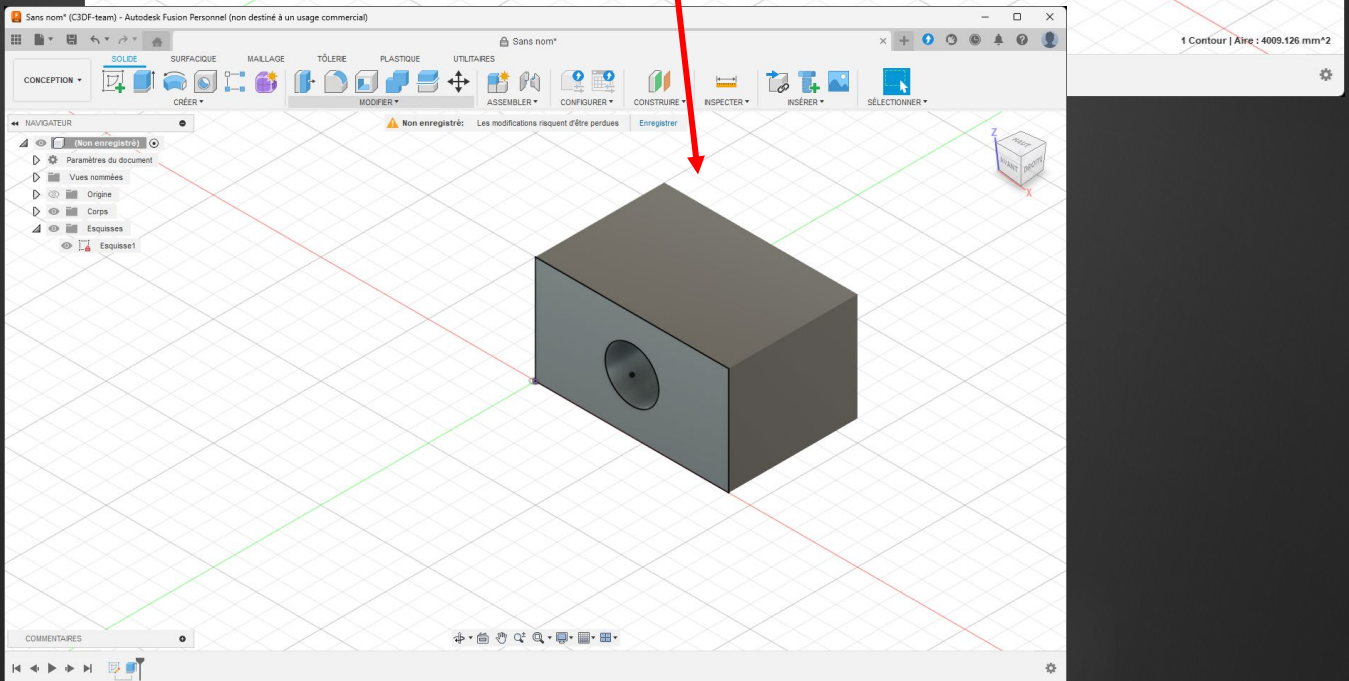 Sans nom* (C3DF-team) - Autodesk Fusion Personnel (non destiné à un usage commercial)
Sans nom*
1 Contour | Aire : 4009.126 mm^2
SOLIDE SURFACIQUE MAILLAGE TÔLERIE PLASTIQUE UTILITAIRES
CONCEPTION
CRÉER MODIFIER ASSEMBLER CONFIGURER CONSTRUIRE INSPECTER INSÉRER SÉLECTIONNER
NAVIGATEUR
Non enregistré: Les modifications risquent d'être perdues Enregistrer
(Non enregistré)
Paramètres du document
Vues nommées
Origine
Corps
Esquisses
Esquisse1
Z
HAUT
AVANT DROITE
X
COMMENTAIRES